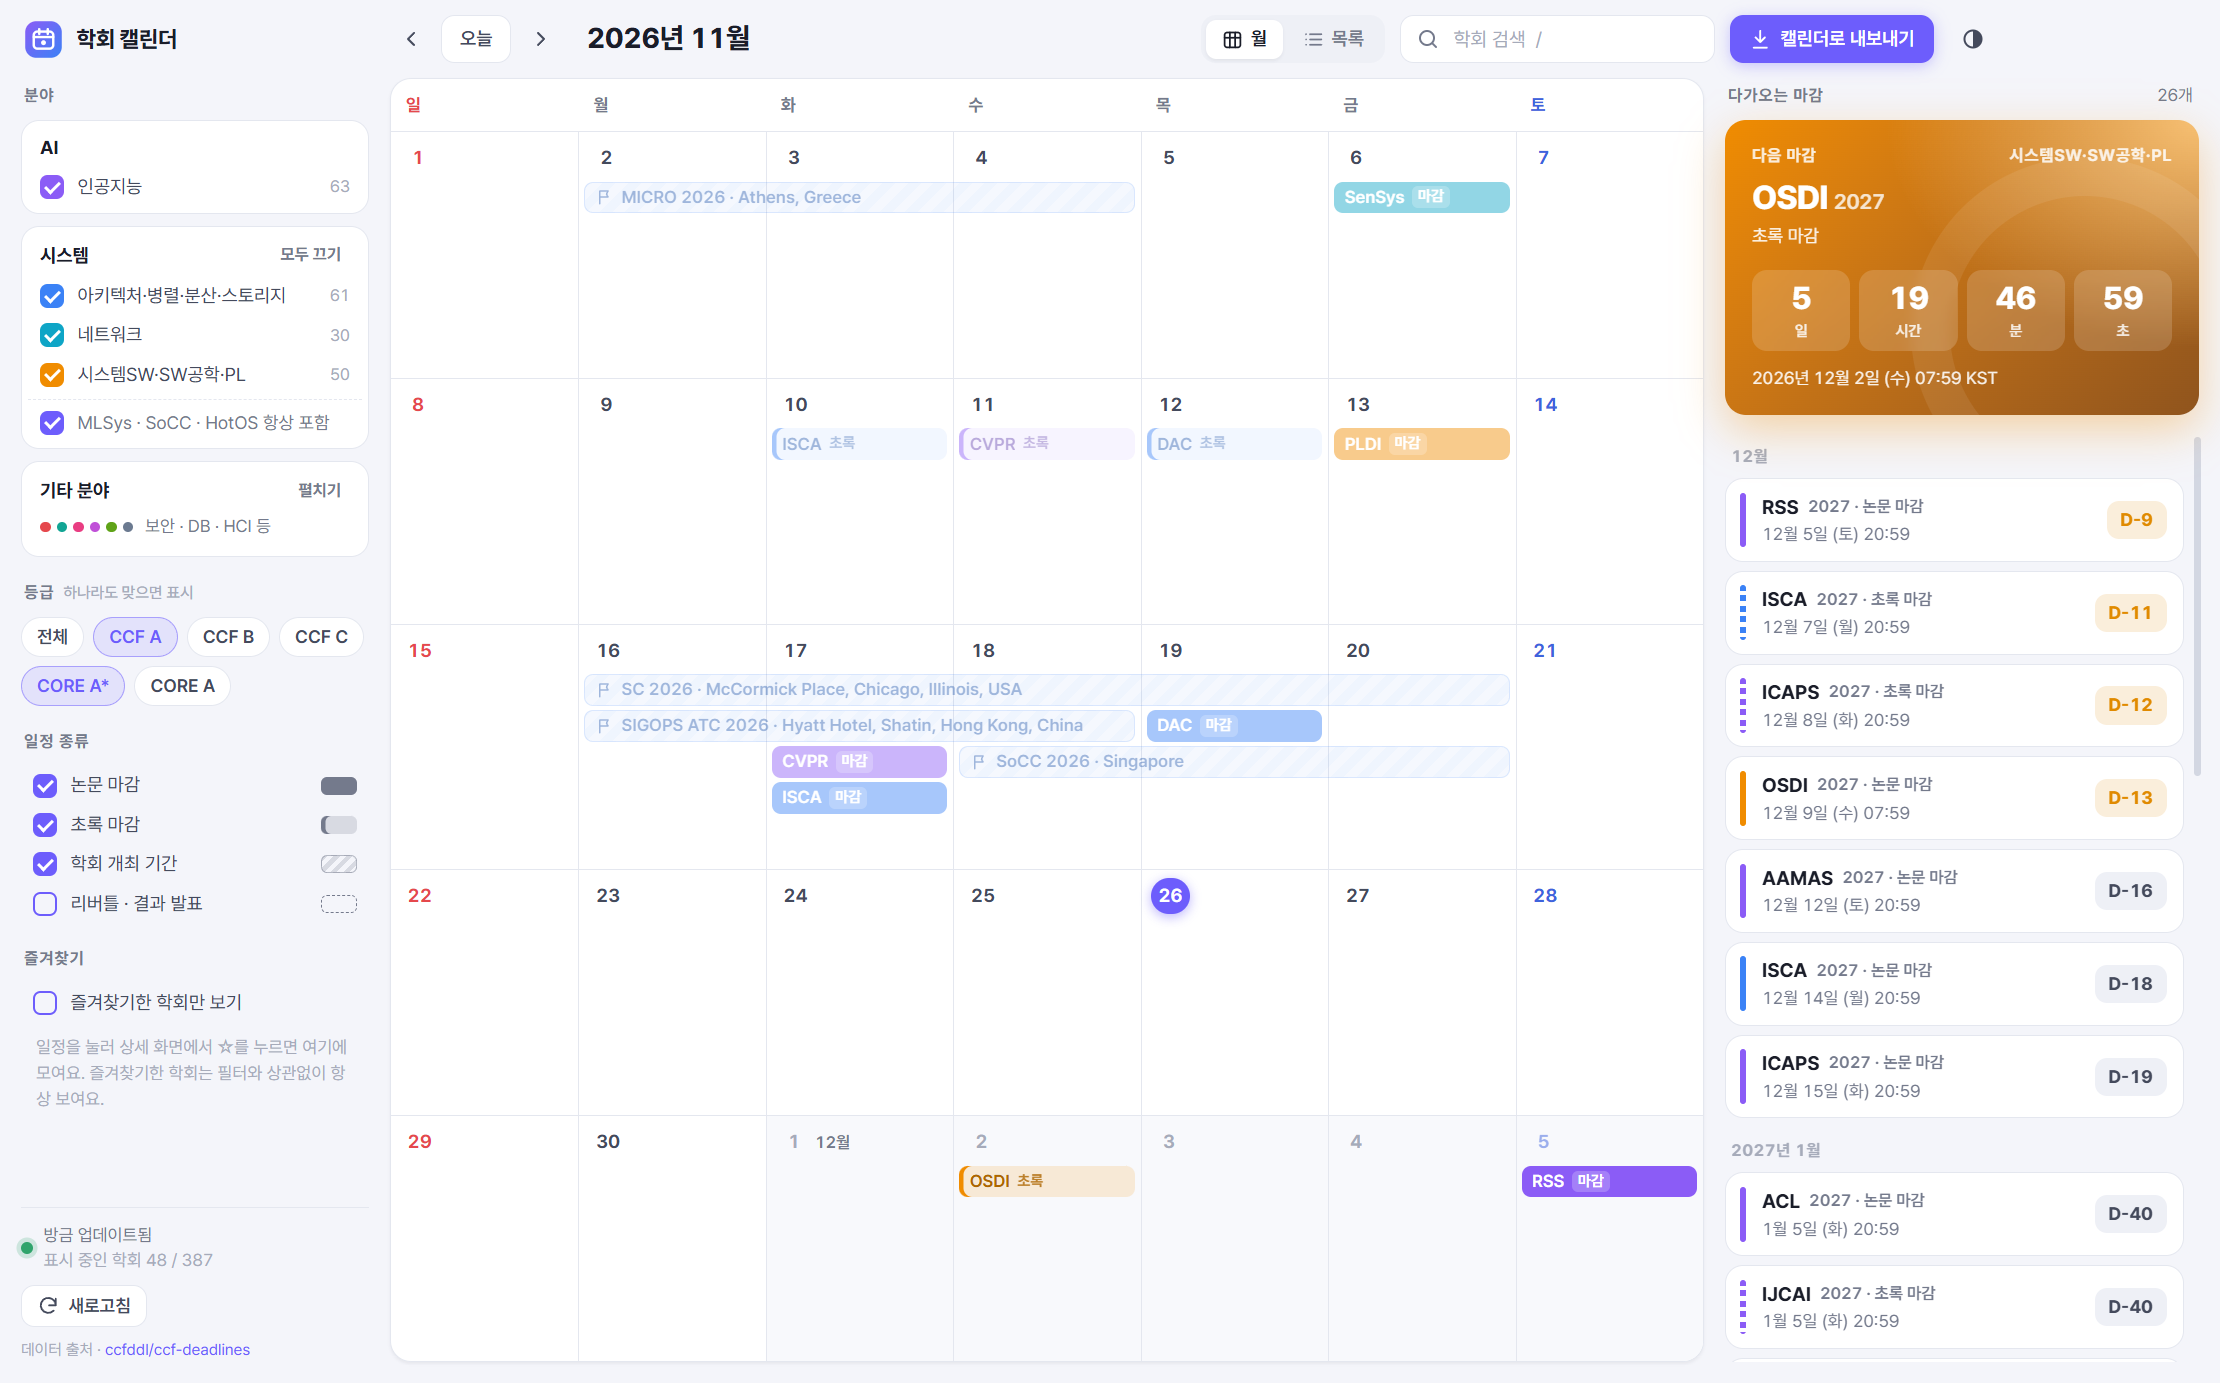 학회 캘린더
오늘
2026년 11월
월
목록
학회 검색 /
캘린더로 내보내기
분야
AI
인공지능 63
시스템 모두 끄기
아키텍처·병렬·분산·스토리지 61
네트워크 30
시스템SW·SW공학·PL 50
MLSys · SoCC · HotOS 항상 포함
기타 분야 펼치기
보안 · DB · HCI 등
등급 하나라도 맞으면 표시
전체 CCF A CCF B CCF C
CORE A* CORE A
일정 종류
논문 마감
초록 마감
학회 개최 기간
리버틀 · 결과 발표
즐겨찾기
즐겨찾기한 학회만 보기
일정을 눌러 상세 화면에서 ☆를 누르면 여기에
모여요. 즐겨찾기한 학회는 필터와 상관없이 항
상 보여요.
방금 업데이트됨
표시 중인 학회 48 / 387
새로고침
데이터 출처 · ccfddl/ccf-deadlines
일 월 화 수 목 금 토
1 2 3 4 5 6 7
MICRO 2026 · Athens, Greece
SenSys 마감
8 9 10 11 12 13 14
ISCA 초록
CVPR 초록
DAC 초록
PLDI 마감
15 16 17 18 19 20 21
SC 2026 · McCormick Place, Chicago, Illinois, USA
SIGOPS ATC 2026 · Hyatt Hotel, Shatin, Hong Kong, China
DAC 마감
CVPR 마감
SoCC 2026 · Singapore
ISCA 마감
22 23 24 25 26 27 28
29 30 1 12월 2 3 4 5
OSDI 초록
RSS 마감
다가오는 마감 26개
다음 마감 시스템SW·SW공학·PL
OSDI 2027
초록 마감
5 19 46 59
일 시간 분 초
2026년 12월 2일 (수) 07:59 KST
12월
RSS 2027 · 논문 마감
12월 5일 (토) 20:59
D-9
ISCA 2027 · 초록 마감
12월 7일 (월) 20:59
D-11
ICAPS 2027 · 초록 마감
12월 8일 (화) 20:59
D-12
OSDI 2027 · 논문 마감
12월 9일 (수) 07:59
D-13
AAMAS 2027 · 논문 마감
12월 12일 (토) 20:59
D-16
ISCA 2027 · 논문 마감
12월 14일 (월) 20:59
D-18
ICAPS 2027 · 논문 마감
12월 15일 (화) 20:59
D-19
2027년 1월
ACL 2027 · 논문 마감
1월 5일 (화) 20:59
D-40
IJCAI 2027 · 초록 마감
1월 5일 (화) 20:59
D-40